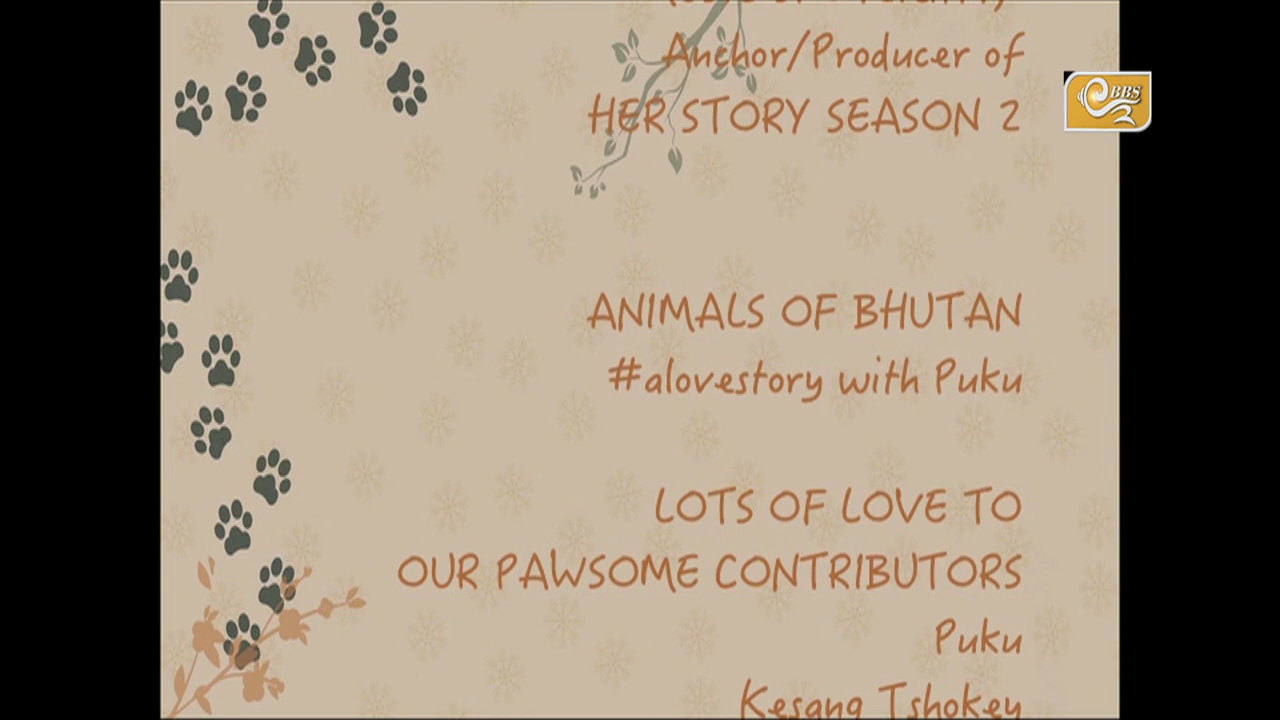 Anchor/Producer of
HER STORY SEASON 2
BBS
2
ANIMALS OF BHUTAN
#alovestory with Puku
LOTS OF LOVE TO
OUR PAWSOME CONTRIBUTORS
Puku
Kesang Tshokey